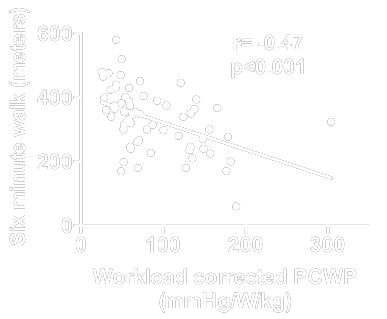 r= -0.47
p<0.001
Six minute walk (meters)
600
400
200
0
0
100
200
300
Workload corrected PCWP
(mmHg/W/kg)